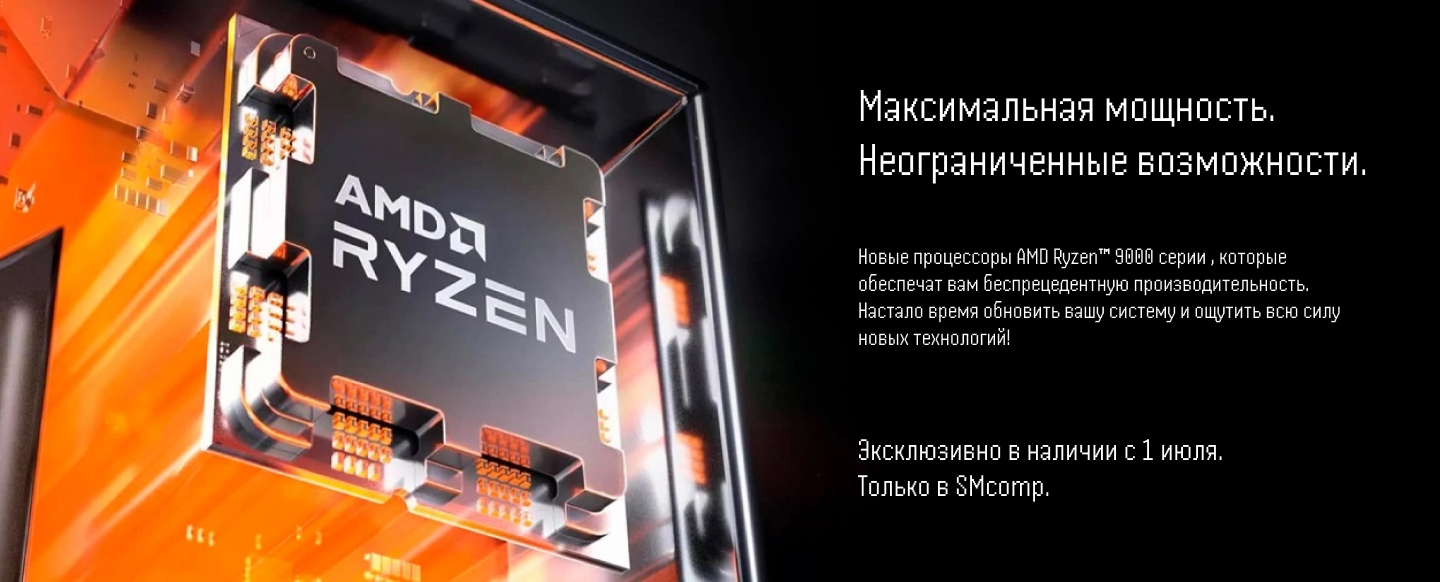 AMD
RYZEN
Максимальная мощность.
Неограниченные возможности.
Новые процессоры AMD Ryzen™ 9000 серии , которые
обеспечат вам беспрецедентную производительность.
Настало время обновить вашу систему и ощутить всю силу
новых технологий!
Эксклюзивно в наличии с 1 июля.
Только в SMcomp.